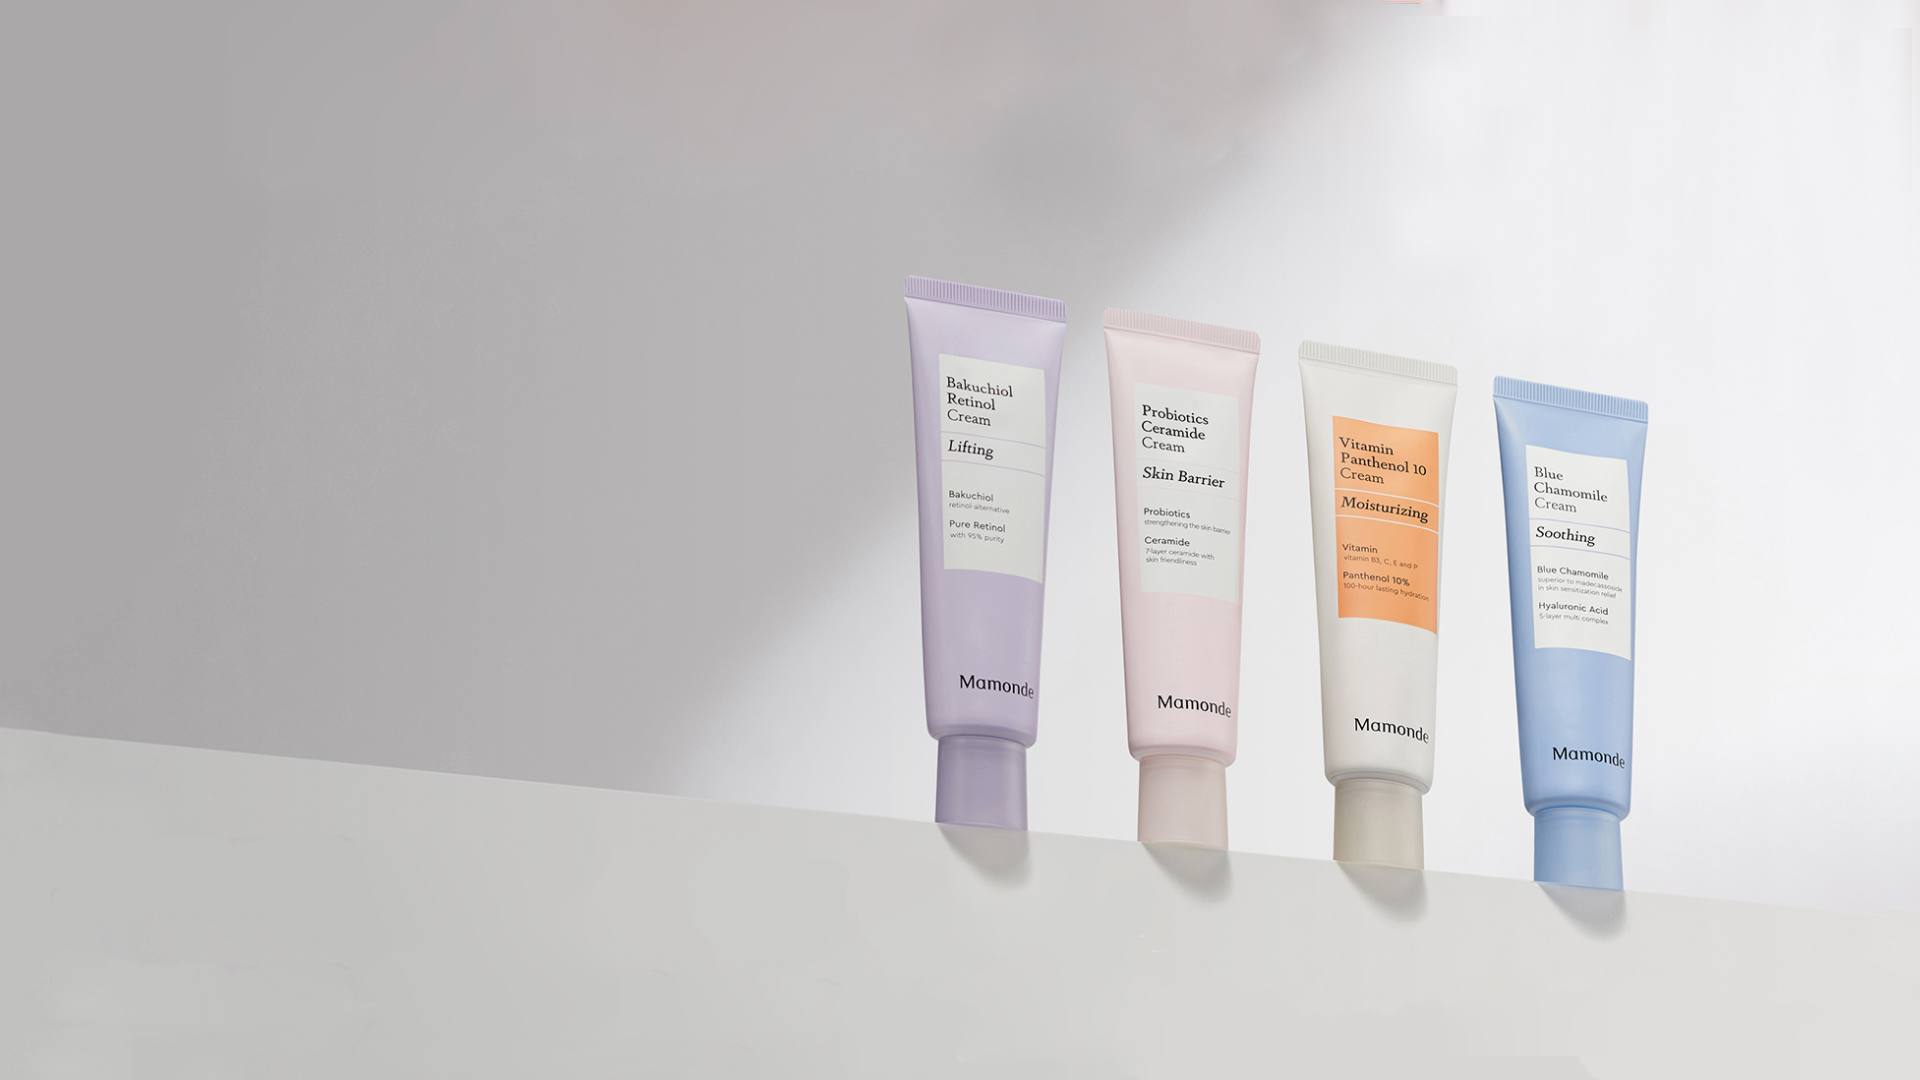 Bakuchiol
Retinol
Cream
Lifting
Bakuchiol
retinol-alternative
Pure Retinol
with 95% purity
Mamonde
Probiotics
Ceramide
Cream
Skin Barrier
Probiotics
strengthening the skin barrier
Ceramide
7-layer ceramide with
skin friendliness
Mamonde
Vitamin
Panthenol 10
Cream
Moisturizing
Vitamin
vitamin B3, C, E and P
Panthenol 10%
100-hour lasting hydration
Mamonde
Blue
Chamomile
Cream
Soothing
Blue Chamomile
superior to madecassoside
in skin sensitization relief
Hyaluronic Acid
5-layer multi complex
Mamonde